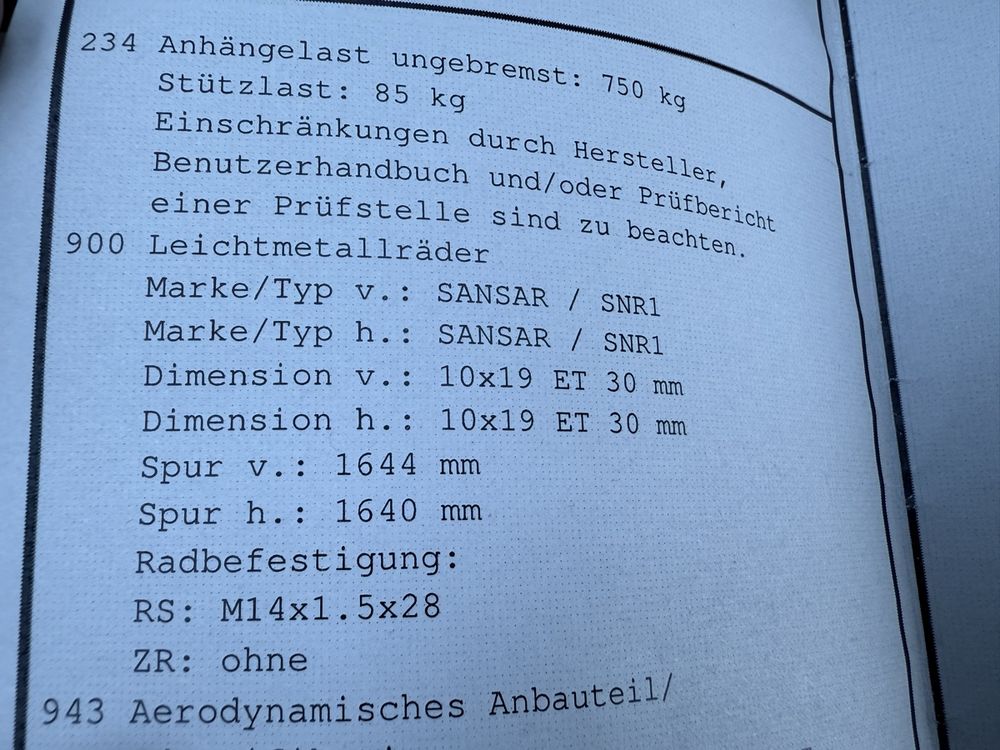 234 Anhängelast ungebremst: 750 kg
Stützlast: 85 kg
Einschränkungen durch Hersteller,
Benutzerhandbuch und/oder Prüfbericht
einer Prüfstelle sind zu beachten.
900 Leichtmetallräder
Marke/Typ v.: SANSAR / SNR1
Marke/Typ h.: SANSAR / SNR1
Dimension v.: 10x19 ET 30 mm
Dimension h.: 10x19 ET 30 mm
Spur v.: 1644 mm
Spur h.: 1640 mm
Radbefestigung:
RS: M14x1.5x28
ZR: ohne
943 Aerodynamisches Anbauteil/